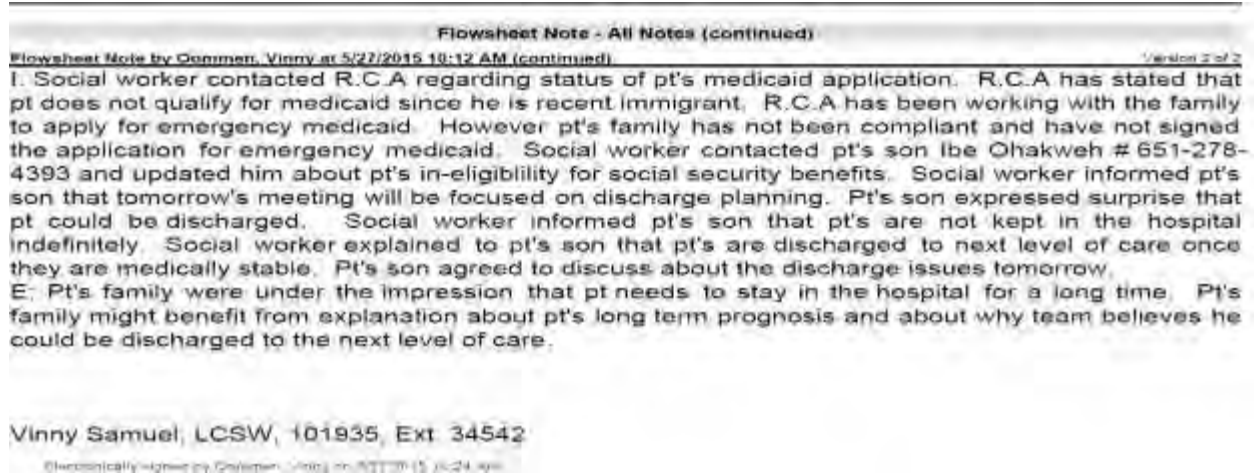 Flowsheet Note - All Notes (continued)
Flowsheet Note by Oommen, Vinny at 5/27/2015 10:12 AM (continued) Version 2 of 2
I. Social worker contacted R.C.A regarding status of pt's medicaid application. R.C.A has stated that
pt does not qualify for medicaid since he is recent immigrant. R.C.A has been working with the family
to apply for emergency medicaid. However pt's family has not been compliant and have not signed
the application for emergency medicaid. Social worker contacted pt's son Ibe Ohakweh # 651-278-
4393 and updated him about pt's in-eligiblility for social security benefits. Social worker informed pt's
son that tomorrow's meeting will be focused on discharge planning. Pt's son expressed surprise that
pt could be discharged. Social worker informed pt's son that pt's are not kept in the hospital
indefinitely. Social worker explained to pt's son that pt's are discharged to next level of care once
they are medically stable. Pt's son agreed to discuss about the discharge issues tomorrow.
E: Pt's family were under the impression that pt needs to stay in the hospital for a long time. Pt's
family might benefit from explanation about pt's long term prognosis and about why team believes he
could be discharged to the next level of care.
Vinny Samuel, LCSW, 101935, Ext. 34542
Electronically signed by Oommen, Vinny on